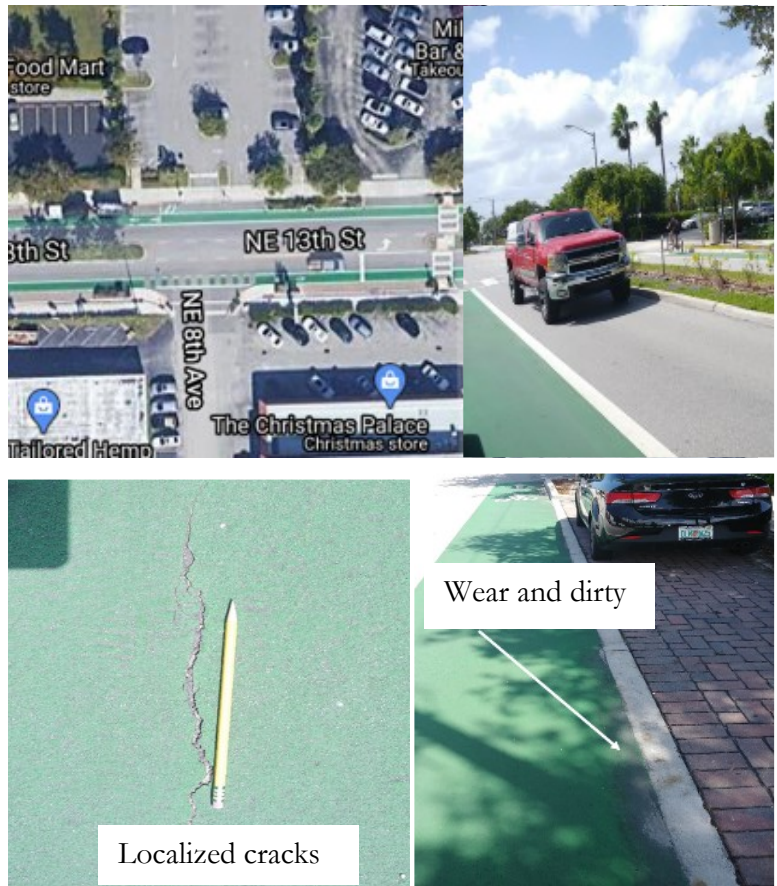 Food Mart
store
Mil
Bar &
Takeou
8th St
NE 13th St
NE 8th Ave
The Christmas Palace
Christmas store
Tailored Hemp
Wear and dirty
Localized cracks